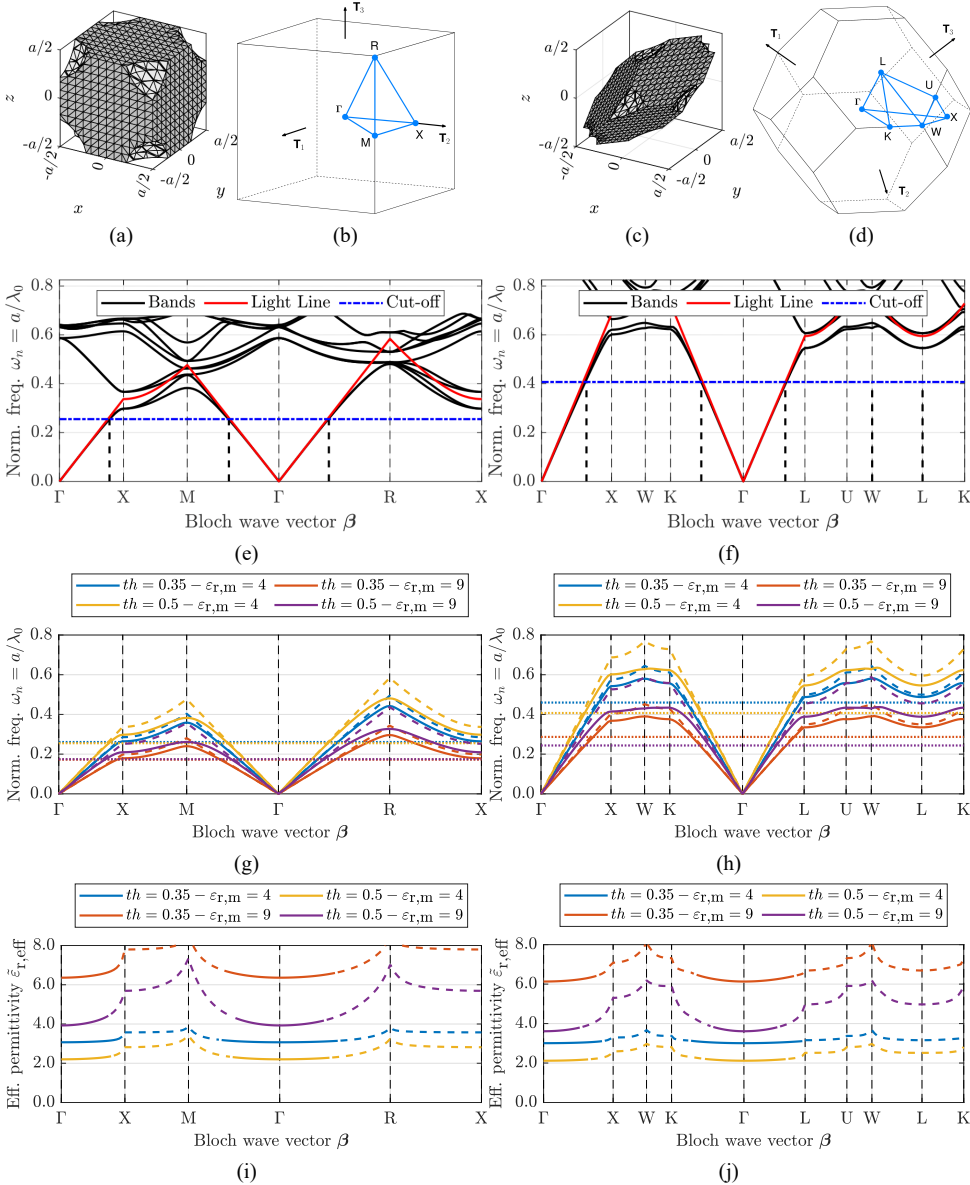 a/2
0
-a/2
z
-a/2
0
a/2
x
a/2
0
-a/2
y
(a)
T3
R
Γ
X
M
T1
T2
(b)
a/2
0
-a/2
z
-a/2
0
a/2
x
a/2
0
-a/2
y
(c)
T1
T3
L
U
Γ
X
K
W
T2
(d)
Bands Light Line Cut-off
Norm. freq. ωn = a/λ0
0.8
0.6
0.4
0.2
0.0
Γ X M Γ R X
Bloch wave vector β
(e)
Bands Light Line Cut-off
Norm. freq. ωn = a/λ0
0.8
0.6
0.4
0.2
0.0
Γ X W K Γ L U W L K
Bloch wave vector β
(f)
th = 0.35 − εr,m = 4 th = 0.35 − εr,m = 9
th = 0.5 − εr,m = 4 th = 0.5 − εr,m = 9
Norm. freq. ωn = a/λ0
0.8
0.6
0.4
0.2
0.0
Γ X M Γ R X
Bloch wave vector β
(g)
th = 0.35 − εr,m = 4 th = 0.35 − εr,m = 9
th = 0.5 − εr,m = 4 th = 0.5 − εr,m = 9
Norm. freq. ωn = a/λ0
0.8
0.6
0.4
0.2
0.0
Γ X W K Γ L U W L K
Bloch wave vector β
(h)
th = 0.35 − εr,m = 4 th = 0.5 − εr,m = 4
th = 0.35 − εr,m = 9 th = 0.5 − εr,m = 9
Eff. permittivity ε̃r,eff
8.0
6.0
4.0
2.0
0.0
Γ X M Γ R X
Bloch wave vector β
(i)
th = 0.35 − εr,m = 4 th = 0.5 − εr,m = 4
th = 0.35 − εr,m = 9 th = 0.5 − εr,m = 9
Eff. permittivity ε̃r,eff
8.0
6.0
4.0
2.0
0.0
Γ X W K Γ L U W L K
Bloch wave vector β
(j)